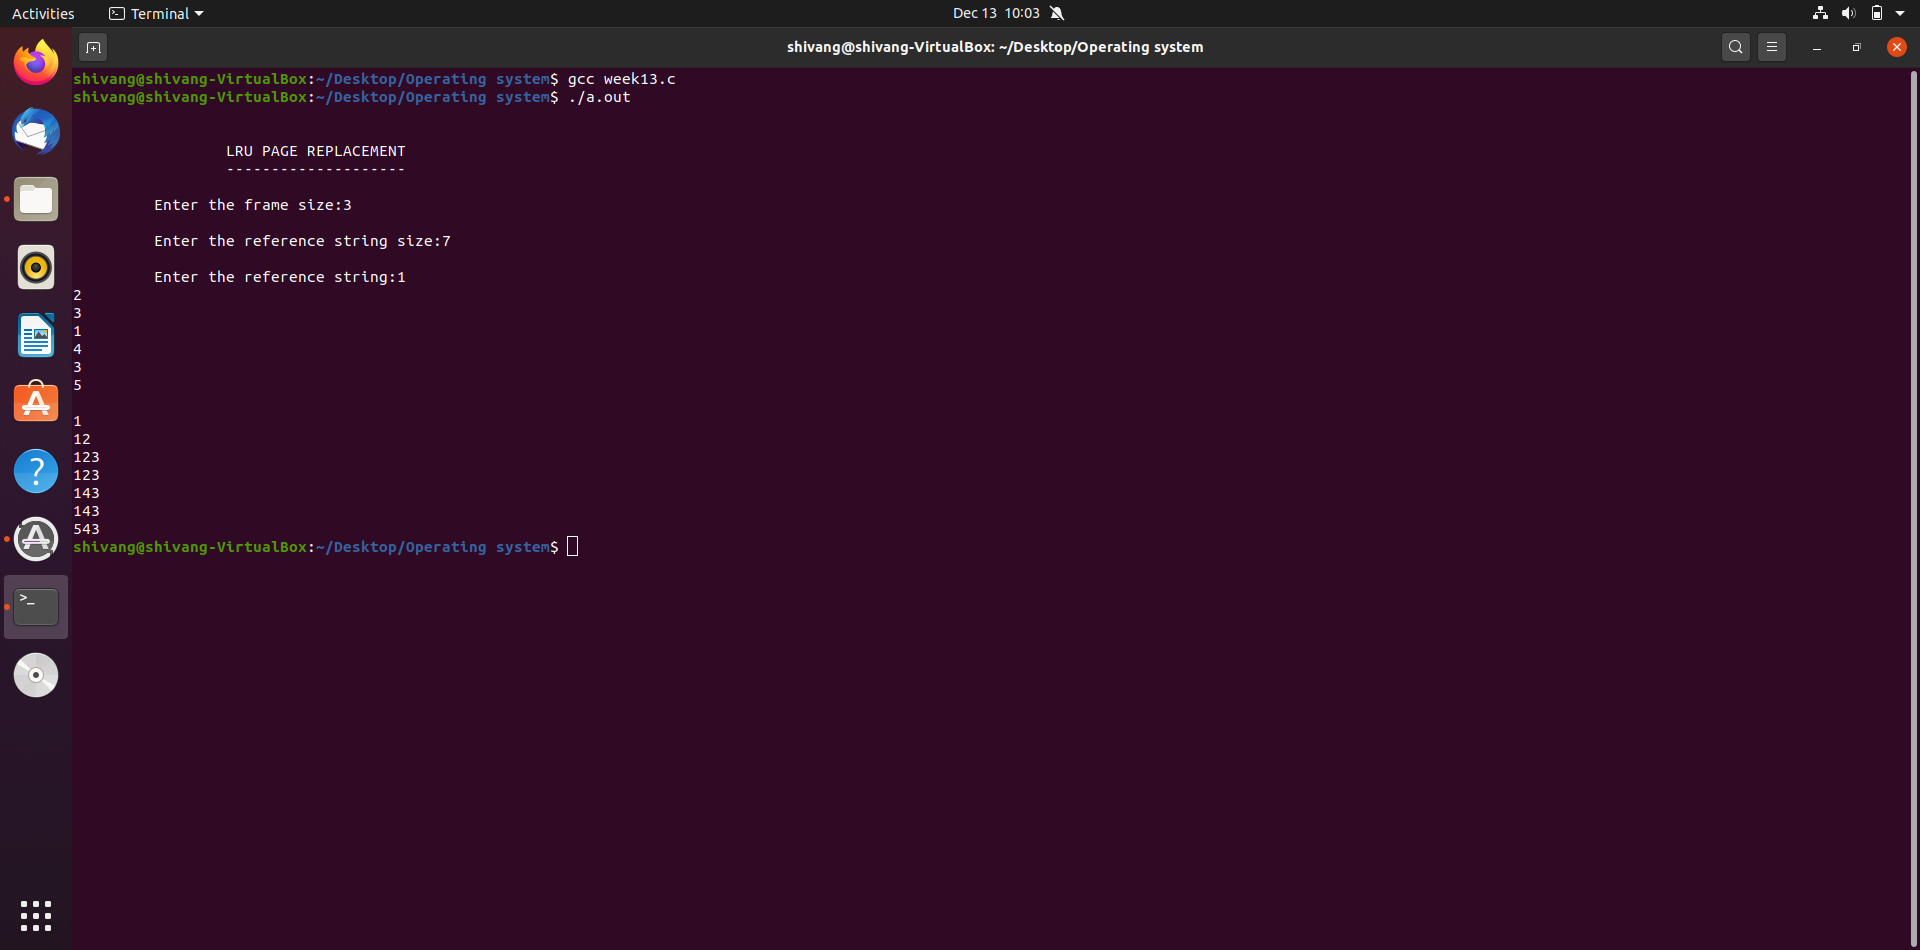 Activities
Terminal
Dec 13 10:03
shivang@shivang-VirtualBox: ~/Desktop/Operating system
shivang@shivang-VirtualBox:~/Desktop/Operating system$ gcc week13.c
shivang@shivang-VirtualBox:~/Desktop/Operating system$ ./a.out
LRU PAGE REPLACEMENT
--------------------
Enter the frame size:3
Enter the reference string size:7
Enter the reference string:1
2
3
1
4
3
5
1
12
123
123
143
143
543
shivang@shivang-VirtualBox:~/Desktop/Operating system$